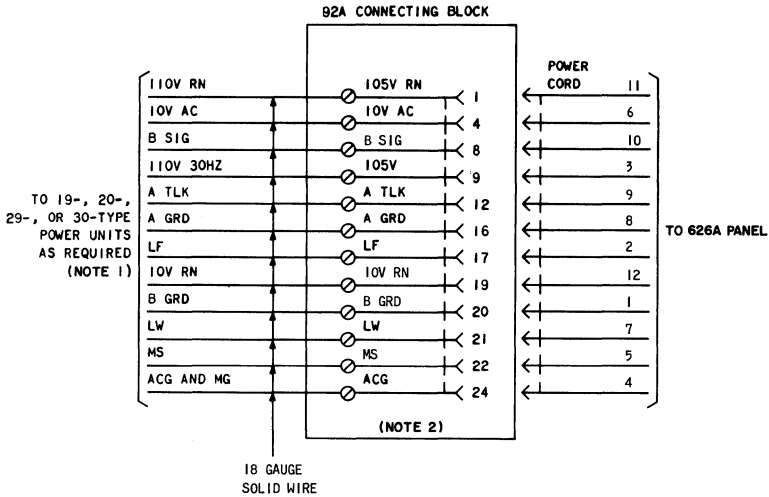 92A CONNECTING BLOCK
POWER
CORD
110V RN 105V RN 1 11
10V AC 10V AC 4 6
B SIG B SIG 8 10
110V 30HZ 105V 9 3
A TLK A TLK 12 9
A GRD A GRD 16 8
LF LF 17 2
10V RN 10V RN 19 12
B GRD B GRD 20 1
LW LW 21 7
MS MS 22 5
ACG AND MG ACG 24 4
TO 19-, 20-,
29-, OR 30-TYPE
POWER UNITS
AS REQUIRED
(NOTE 1)
TO 626A PANEL
(NOTE 2)
18 GAUGE
SOLID WIRE